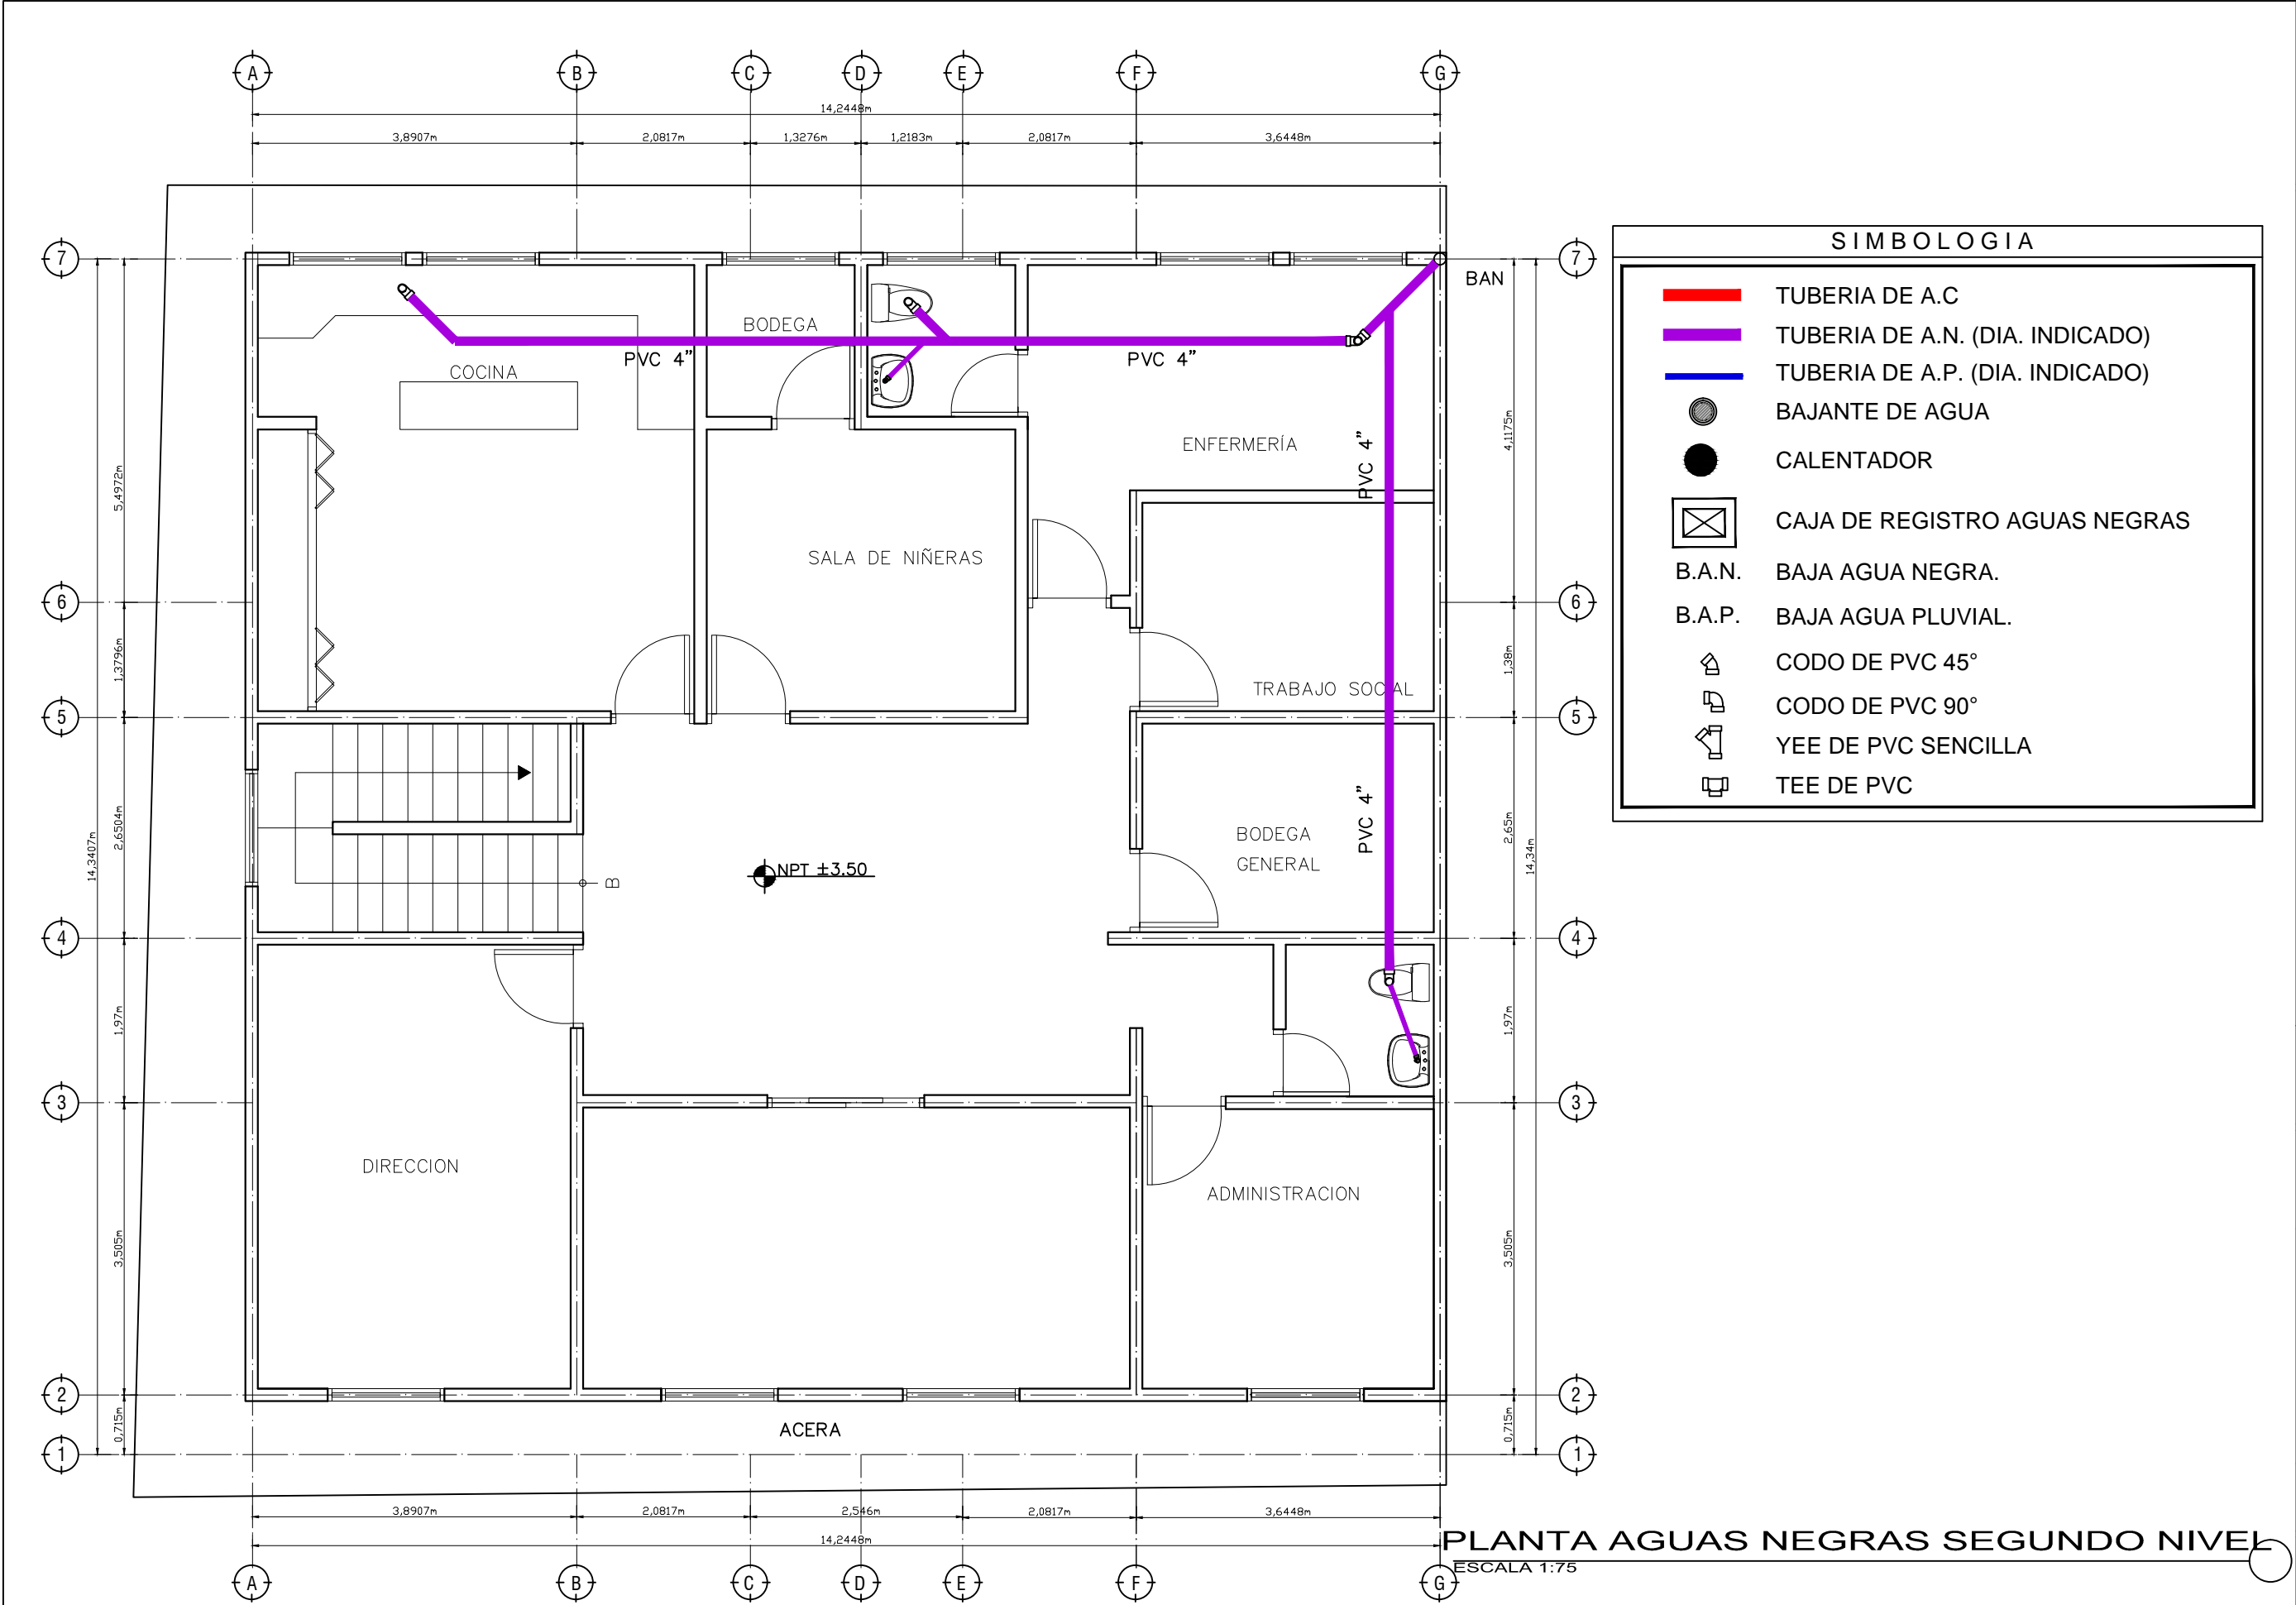 A B C D E F G
14,2448m
3,8907m 2,0817m 1,3276m 1,2183m 2,0817m 3,6448m
7 7
BAN
SIMBOLOGIA
TUBERIA DE A.C
TUBERIA DE A.N. (DIA. INDICADO)
TUBERIA DE A.P. (DIA. INDICADO)
BAJANTE DE AGUA
CALENTADOR
CAJA DE REGISTRO AGUAS NEGRAS
B.A.N. BAJA AGUA NEGRA.
B.A.P. BAJA AGUA PLUVIAL.
CODO DE PVC 45°
CODO DE PVC 90°
YEE DE PVC SENCILLA
TEE DE PVC
BODEGA
PVC 4”
PVC 4”
COCINA
ENFERMERÍA
PVC 4”
4,1175m
5,4972m
SALA DE NIÑERAS
6 6
1,3796m
1,38m
TRABAJO SOCIAL
5 5
PVC 4”
BODEGA
GENERAL
2,6504m
14,3407m
2,65m
14,34m
NPT ±3.50
B
4 4
1,97m
1,97m
3 3
DIRECCION
ADMINISTRACION
3,505m
3,505m
2 2
0,715m
0,715m
ACERA
1 1
3,8907m 2,0817m 2,546m 2,0817m 3,6448m
14,2448m
A B C D E F G
PLANTA AGUAS NEGRAS SEGUNDO NIVEL
ESCALA 1:75